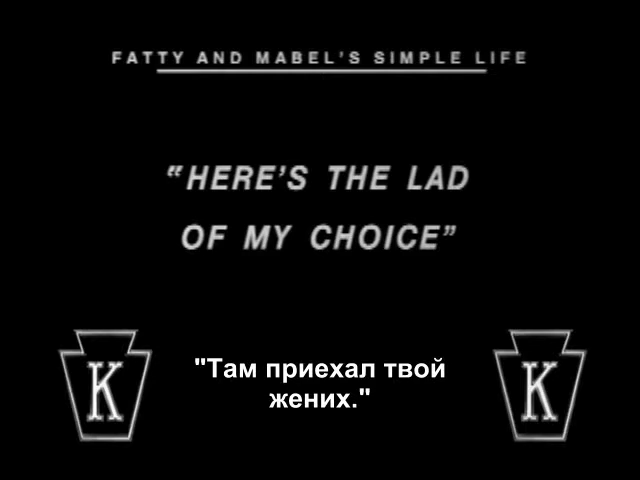 FATTY AND MABEL'S SIMPLE LIFE
"HERE'S THE LAD
OF MY CHOICE"
K
K
"Там приехал твой
жених."